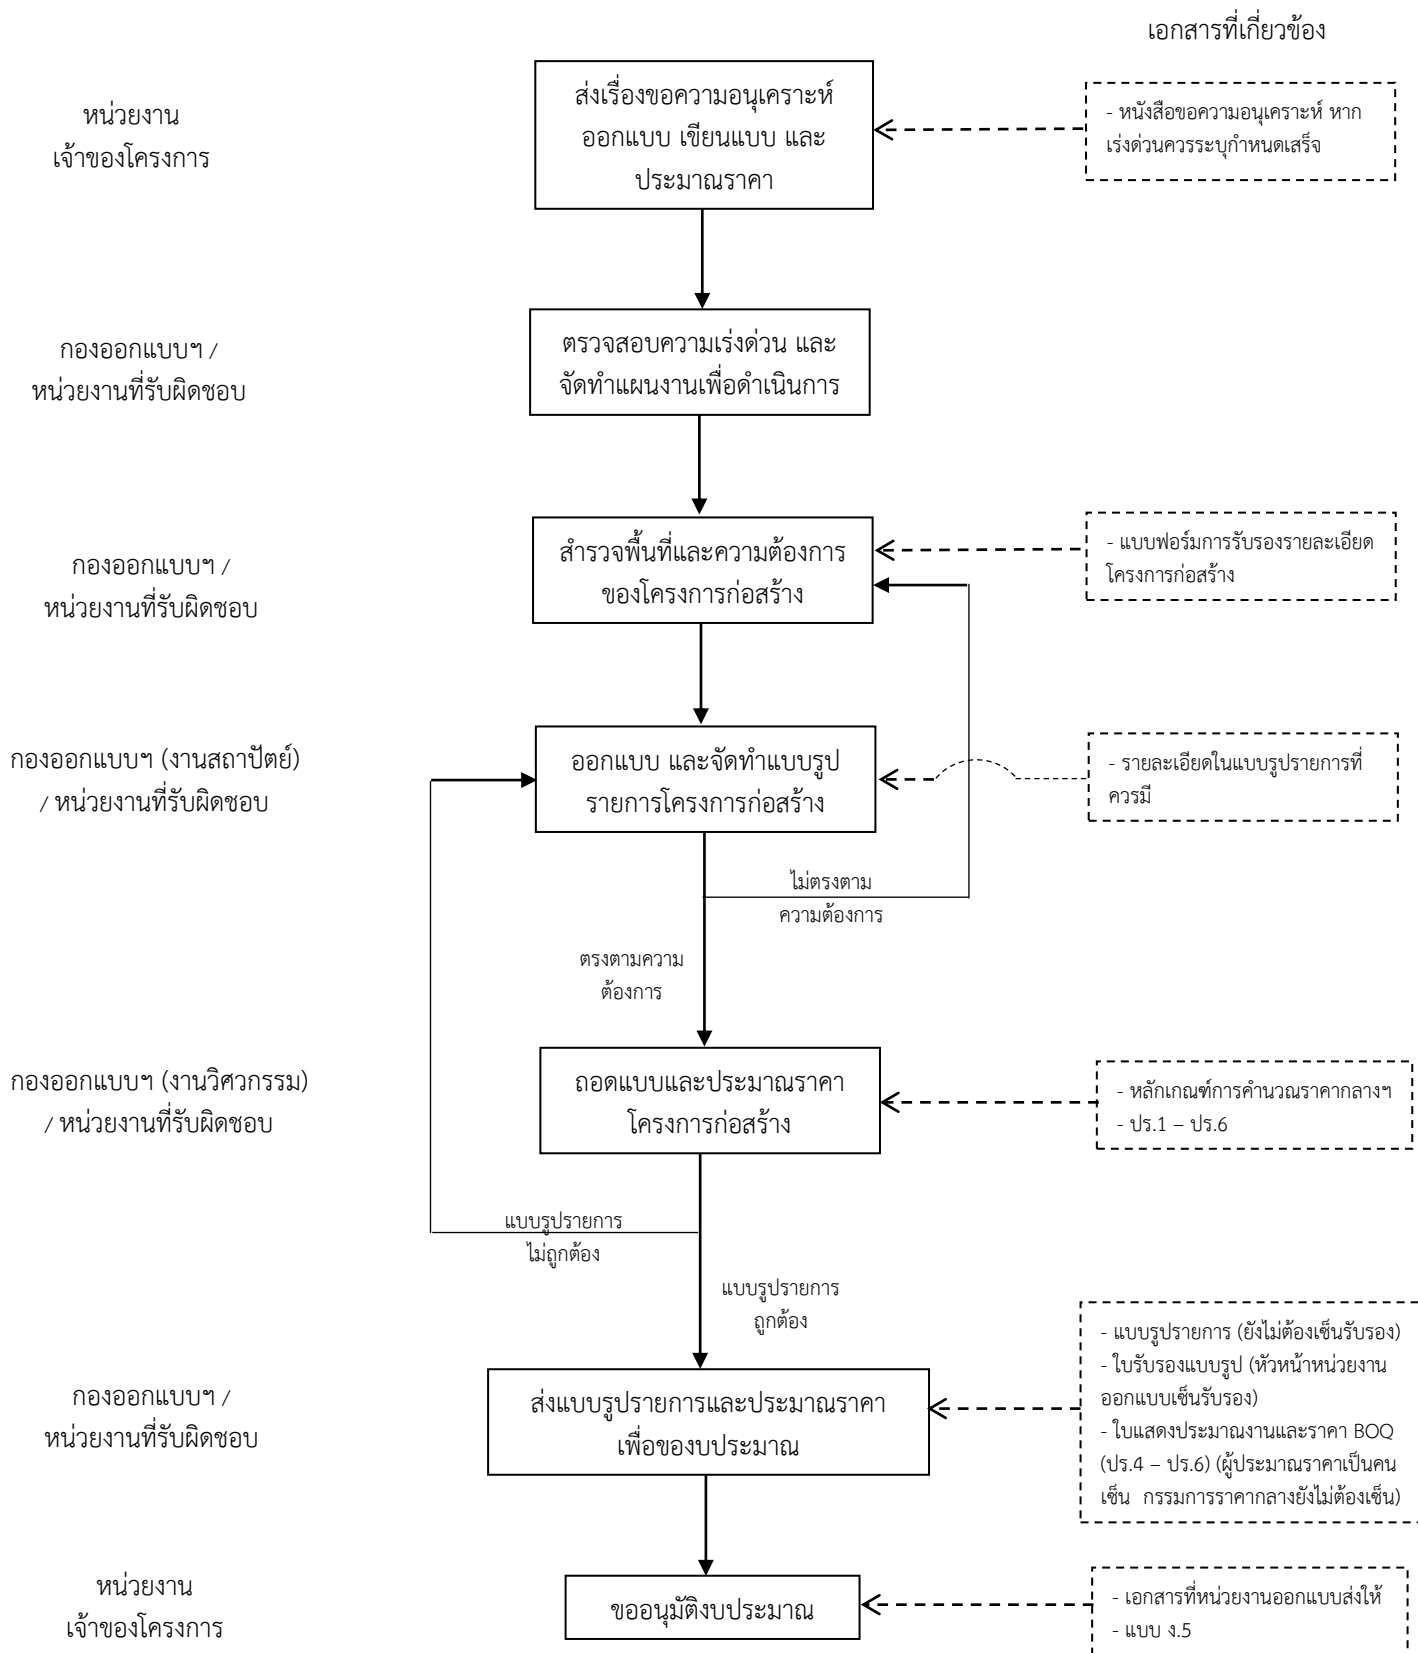 เอกสารที่เกี่ยวข้อง
หน่วยงาน
เจ้าของโครงการ
ส่งเรื่องขอความอนุเคราะห์
ออกแบบ เขียนแบบ และ
ประมาณราคา
- หนังสือขอความอนุเคราะห์ หาก
เร่งด่วนควรระบุกำหนดเสร็จ
กองออกแบบฯ /
หน่วยงานที่รับผิดชอบ
ตรวจสอบความเร่งด่วน และ
จัดทำแผนงานเพื่อดำเนินการ
กองออกแบบฯ /
หน่วยงานที่รับผิดชอบ
สำรวจพื้นที่และความต้องการ
ของโครงการก่อสร้าง
- แบบฟอร์มการรับรองรายละเอียด
โครงการก่อสร้าง
กองออกแบบฯ (งานสถาปัตย์)
/ หน่วยงานที่รับผิดชอบ
ออกแบบ และจัดทำแบบรูป
รายการโครงการก่อสร้าง
- รายละเอียดในแบบรูปรายการที่
ควรมี
ไม่ตรงตาม
ความต้องการ
ตรงตามความ
ต้องการ
กองออกแบบฯ (งานวิศวกรรม)
/ หน่วยงานที่รับผิดชอบ
ถอดแบบและประมาณราคา
โครงการก่อสร้าง
- หลักเกณฑ์การคำนวณราคากลางฯ
- ปร.1 – ปร.6
แบบรูปรายการ
ไม่ถูกต้อง
แบบรูปรายการ
ถูกต้อง
กองออกแบบฯ /
หน่วยงานที่รับผิดชอบ
ส่งแบบรูปรายการและประมาณราคา
เพื่อของบประมาณ
- แบบรูปรายการ (ยังไม่ต้องเซ็นรับรอง)
- ใบรับรองแบบรูป (หัวหน้าหน่วยงาน
ออกแบบเซ็นรับรอง)
- ใบแสดงประมาณงานและราคา BOQ
(ปร.4 – ปร.6) (ผู้ประมาณราคาเป็นคน
เซ็น กรรมการราคากลางยังไม่ต้องเซ็น)
หน่วยงาน
เจ้าของโครงการ
ขออนุมัติงบประมาณ
- เอกสารที่หน่วยงานออกแบบส่งให้
- แบบ ง.5